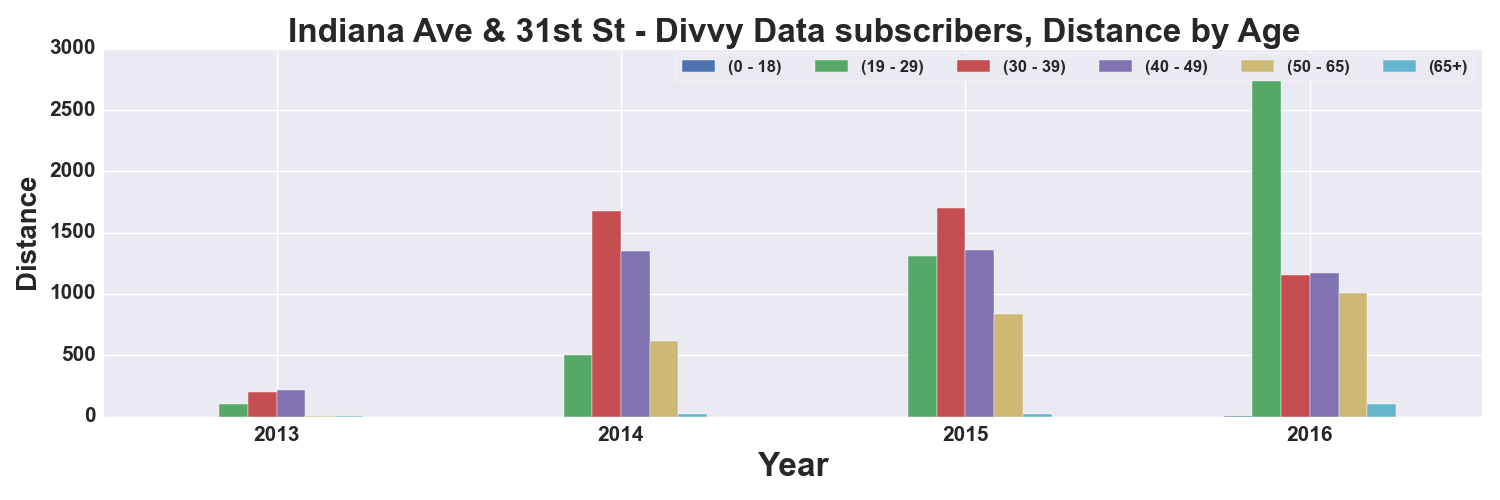 Indiana Ave & 31st St - Divvy Data subscribers, Distance by Age
(0 - 18) (19 - 29) (30 - 39) (40 - 49) (50 - 65) (65+)
3000
2500
2000
1500
1000
500
0
Distance
2013 2014 2015 2016
Year